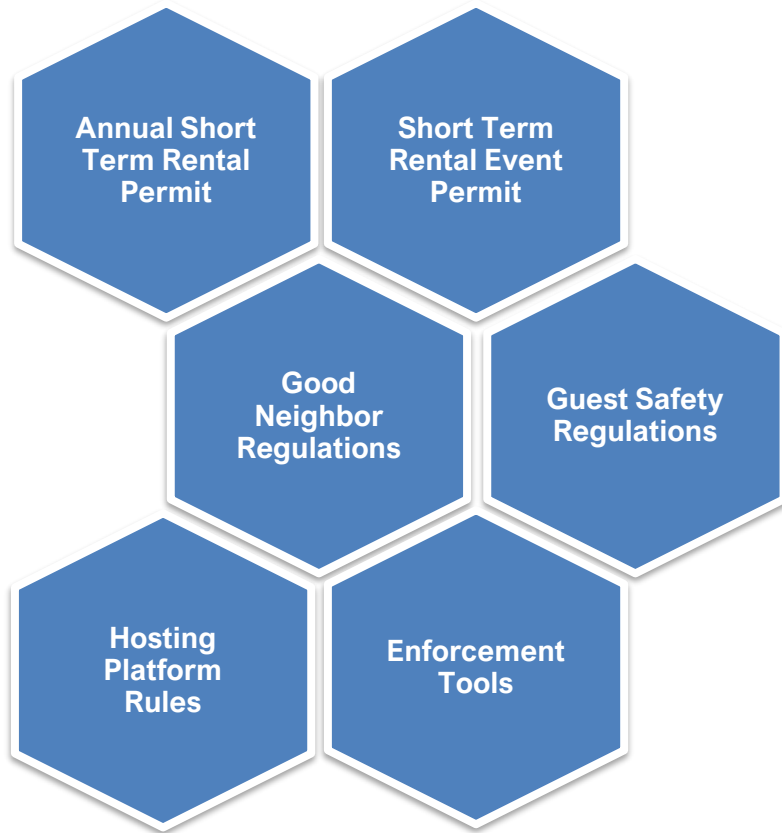 Annual Short
Term Rental
Permit
Short Term
Rental Event
Permit
Good
Neighbor
Regulations
Guest Safety
Regulations
Hosting
Platform
Rules
Enforcement
Tools